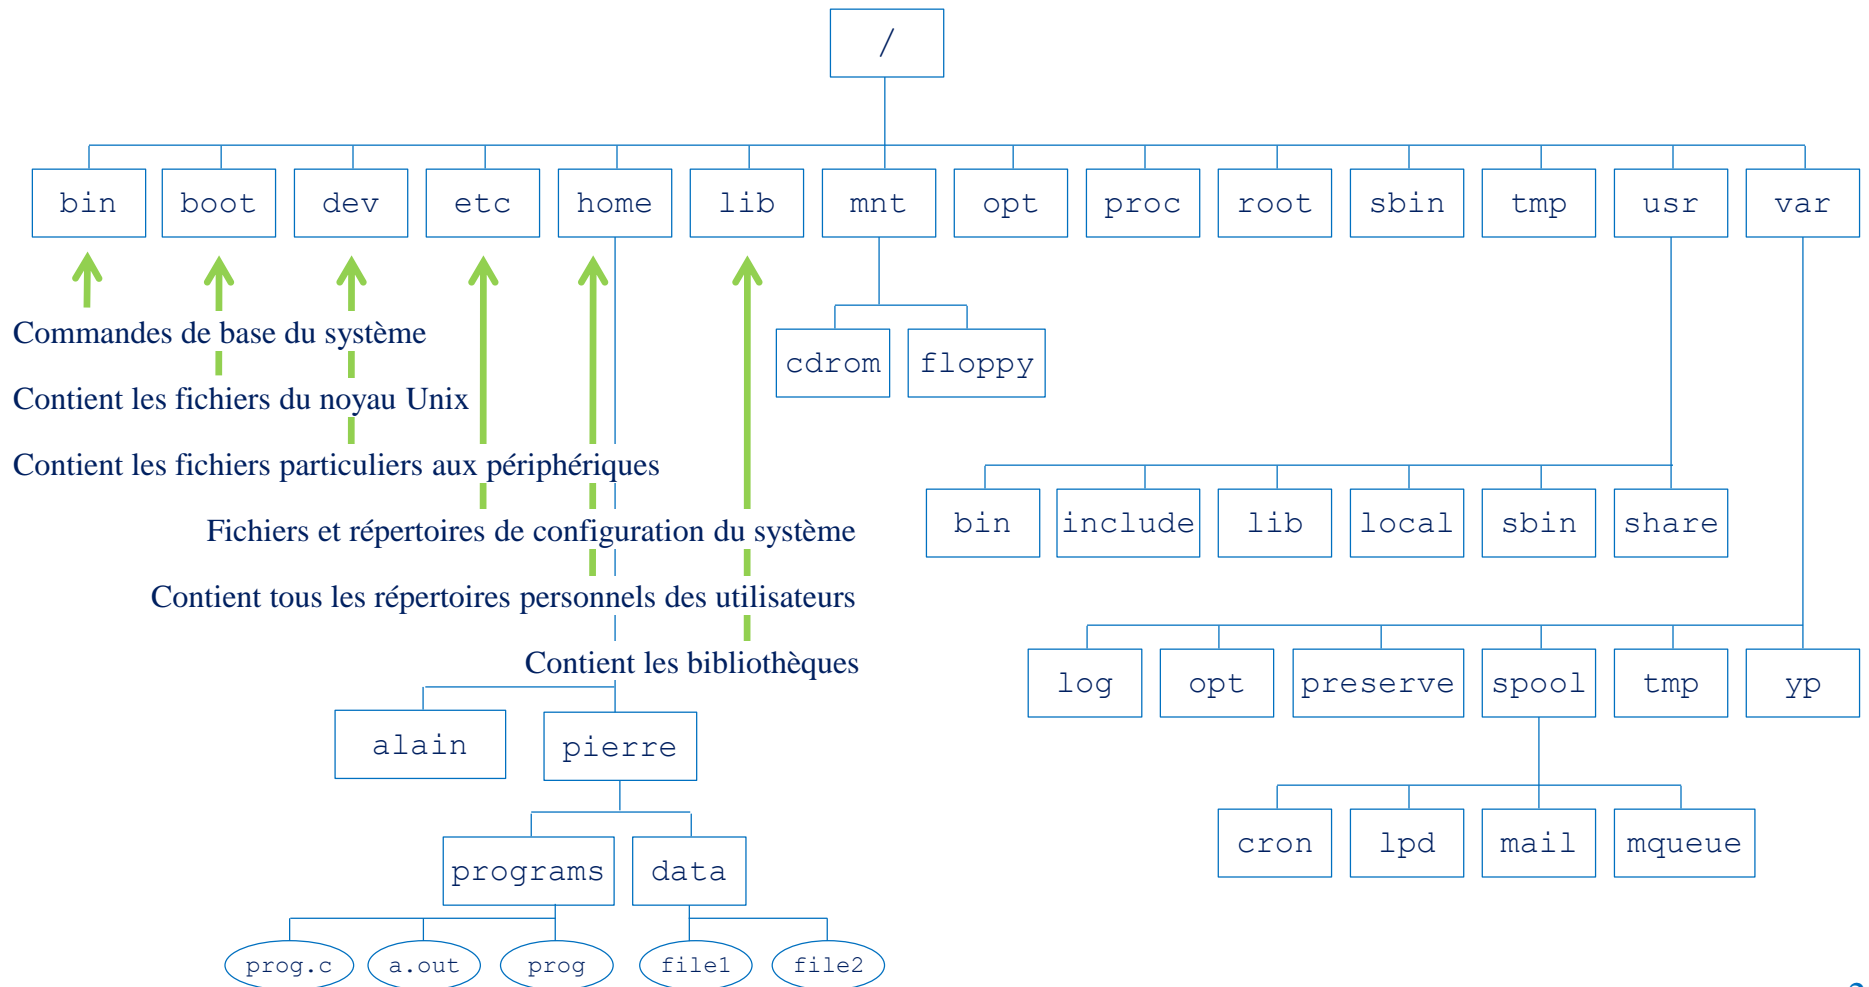 /
bin boot dev etc home lib mnt opt proc root sbin tmp usr var
Commandes de base du système
cdrom floppy
Contient les fichiers du noyau Unix
Contient les fichiers particuliers aux périphériques
bin include lib local sbin share
Fichiers et répertoires de configuration du système
Contient tous les répertoires personnels des utilisateurs
Contient les bibliothèques
log opt preserve spool tmp yp
alain pierre
cron lpd mail mqueue
programs data
prog.c a.out prog file1 file2